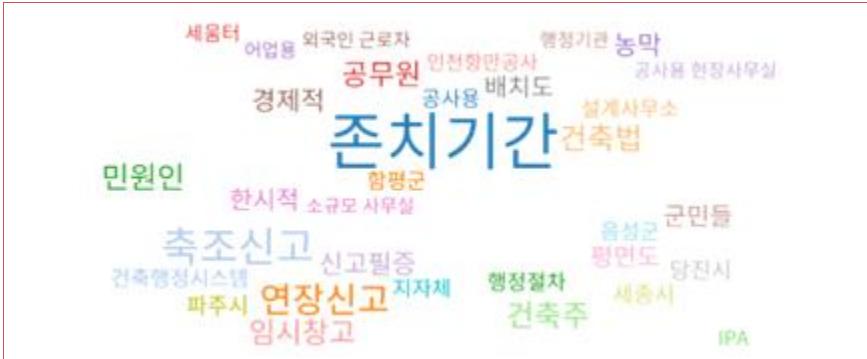 세움터
어업용
외국인 근로자
행정기관
농막
공무원
인천항만공사
공사용 현장사무실
경제적
공사용
배치도
설계사무소
존치기간
건축법
민원인
함평군
한시적
소규모 사무실
군민들
축조신고
신고필증
음성군
평면도
당진시
건축행정시스템
파주시
연장신고
지자체
행정절차
세종시
임시창고
건축주
IPA